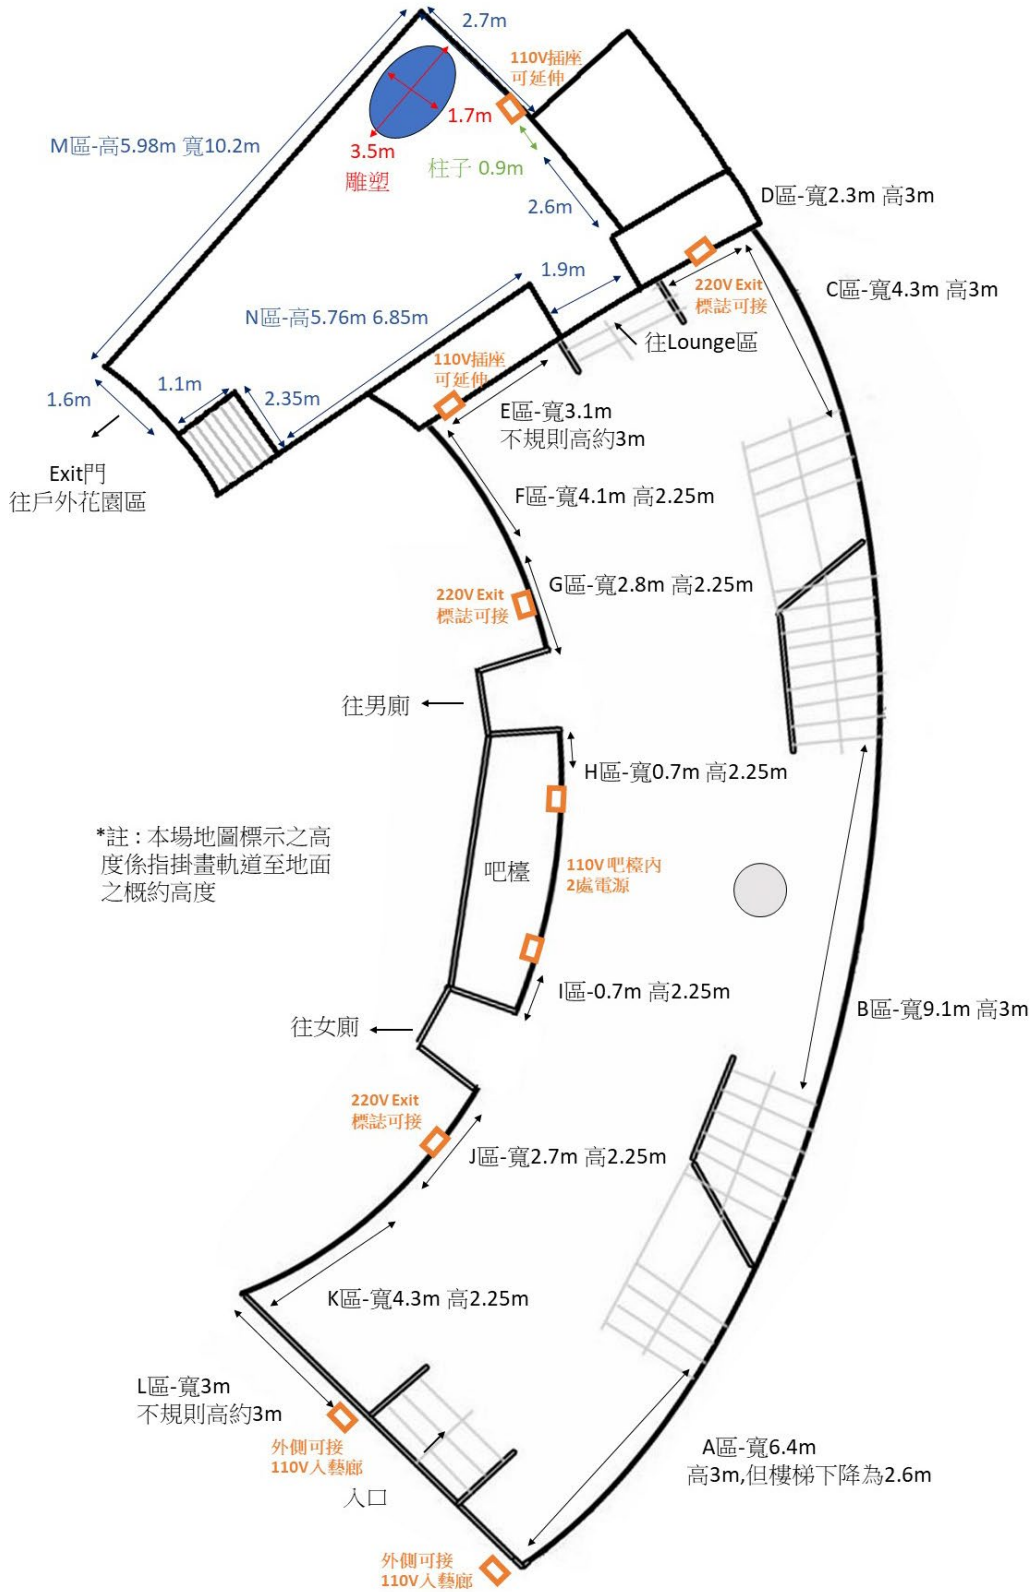 2.7m
110V插座
可延伸
M區-高5.98m 寬10.2m
1.7m
3.5m
雕塑
柱子 0.9m
2.6m
D區-寬2.3m 高3m
1.9m
220V Exit
標誌可接
C區-寬4.3m 高3m
N區-高5.76m 6.85m
往Lounge區
110V插座
可延伸
1.1m
1.6m
2.35m
E區-寬3.1m
不規則高約3m
Exit門
往戶外花園區
F區-寬4.1m 高2.25m
G區-寬2.8m 高2.25m
220V Exit
標誌可接
往男廁
H區-寬0.7m 高2.25m
*註：本場地圖標示之高
度係指掛畫軌道至地面
之概約高度
吧檯
110V 吧檯內
2處電源
I區-0.7m 高2.25m
B區-寬9.1m 高3m
往女廁
220V Exit
標誌可接
J區-寬2.7m 高2.25m
K區-寬4.3m 高2.25m
L區-寬3m
不規則高約3m
外側可接
110V入藝廊
入口
A區-寬6.4m
高3m,但樓梯下降為2.6m
外側可接
110V入藝廊